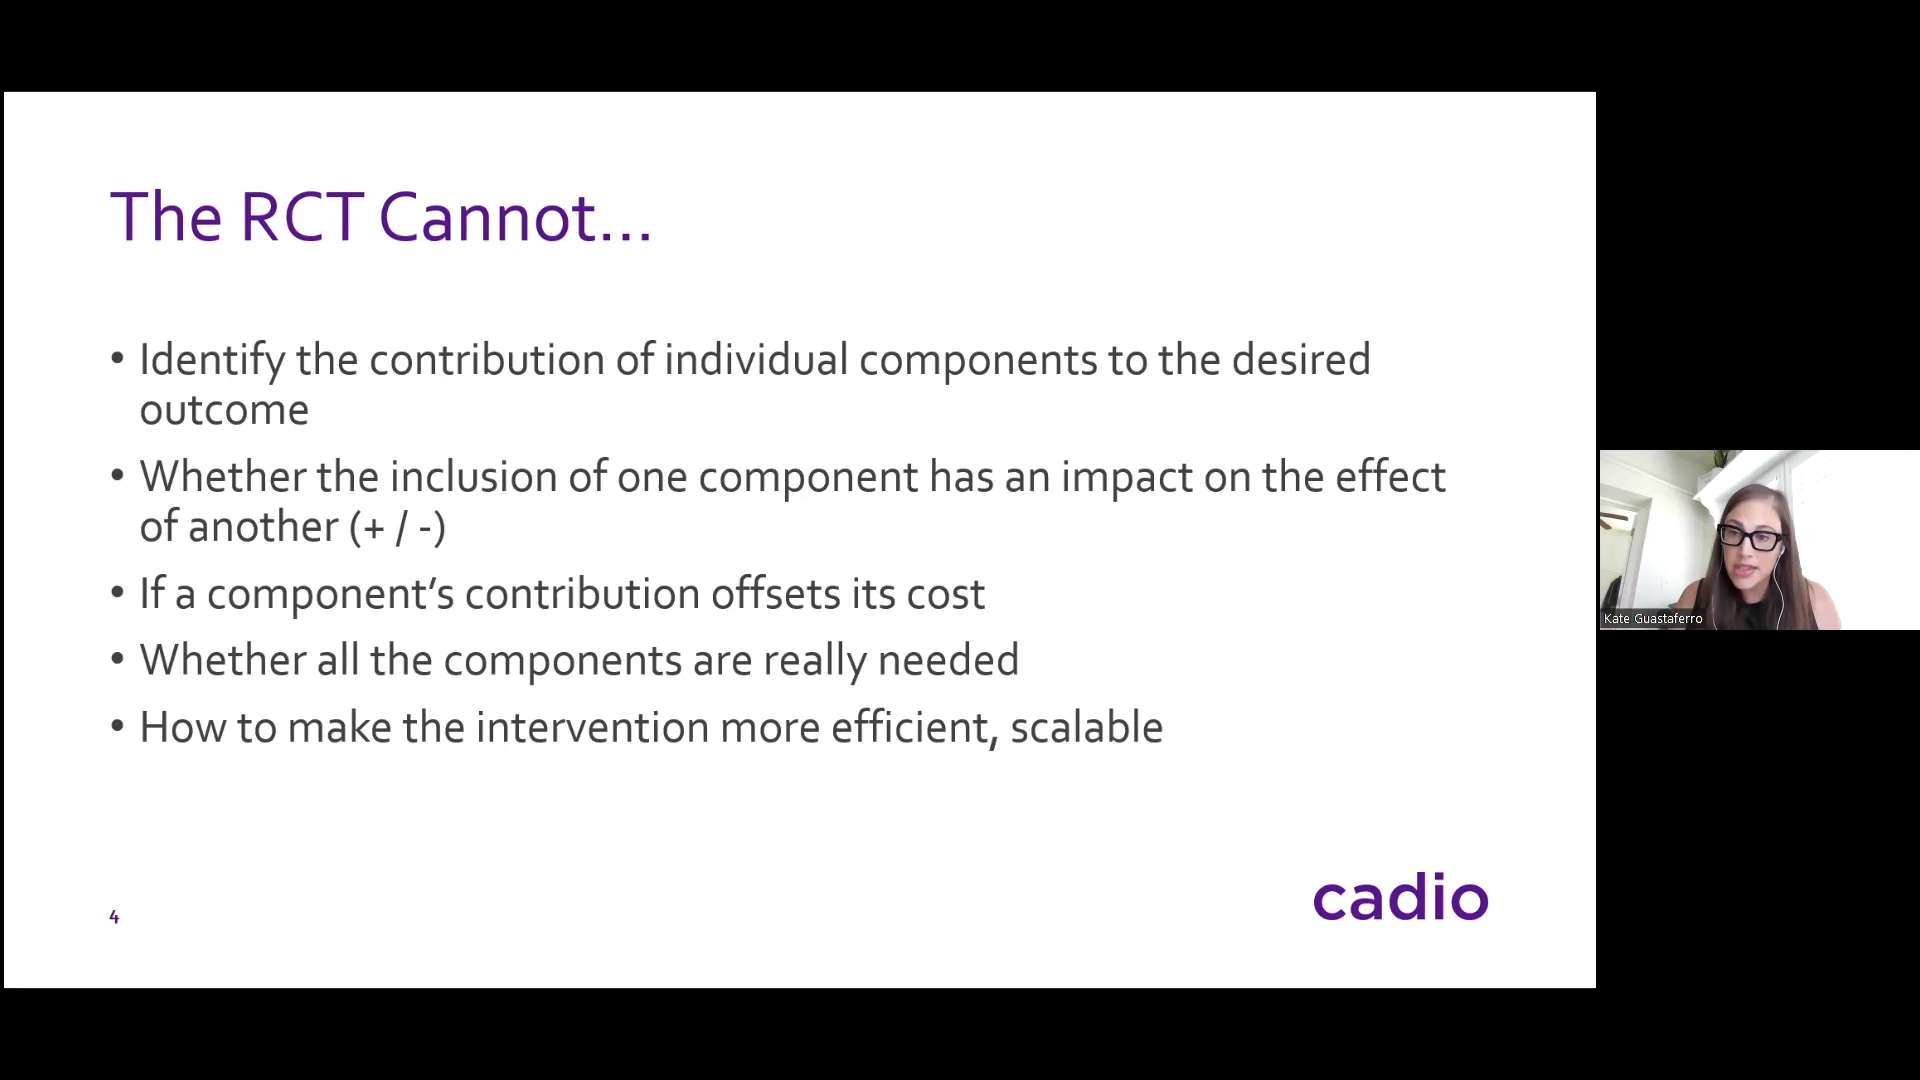 The RCT Cannot...
• Identify the contribution of individual components to the desired
outcome
• Whether the inclusion of one component has an impact on the effect
of another (+ / -)
• If a component’s contribution offsets its cost
• Whether all the components are really needed
• How to make the intervention more efficient, scalable
4
cadio
Kate Guastaferro